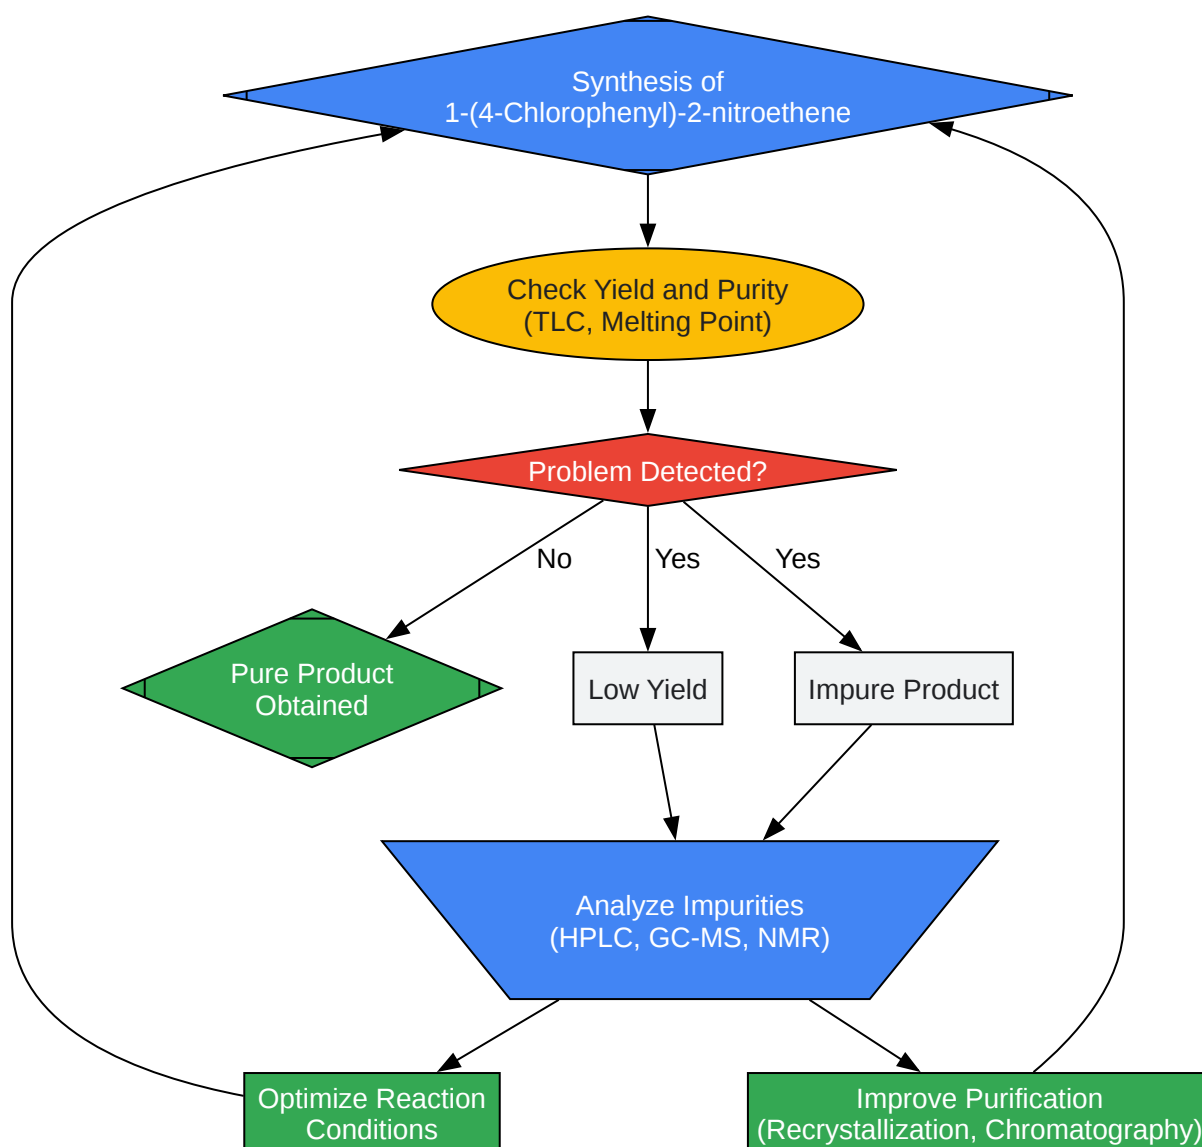 Synthesis of
1-(4-Chlorophenyl)-2-nitroethene
Check Yield and Purity
(TLC, Melting Point)
Problem Detected?
No
Yes
Yes
Pure Product
Obtained
Low Yield
Impure Product
Analyze Impurities
(HPLC, GC-MS, NMR)
Optimize Reaction
Conditions
Improve Purification
(Recrystallization, Chromatography)